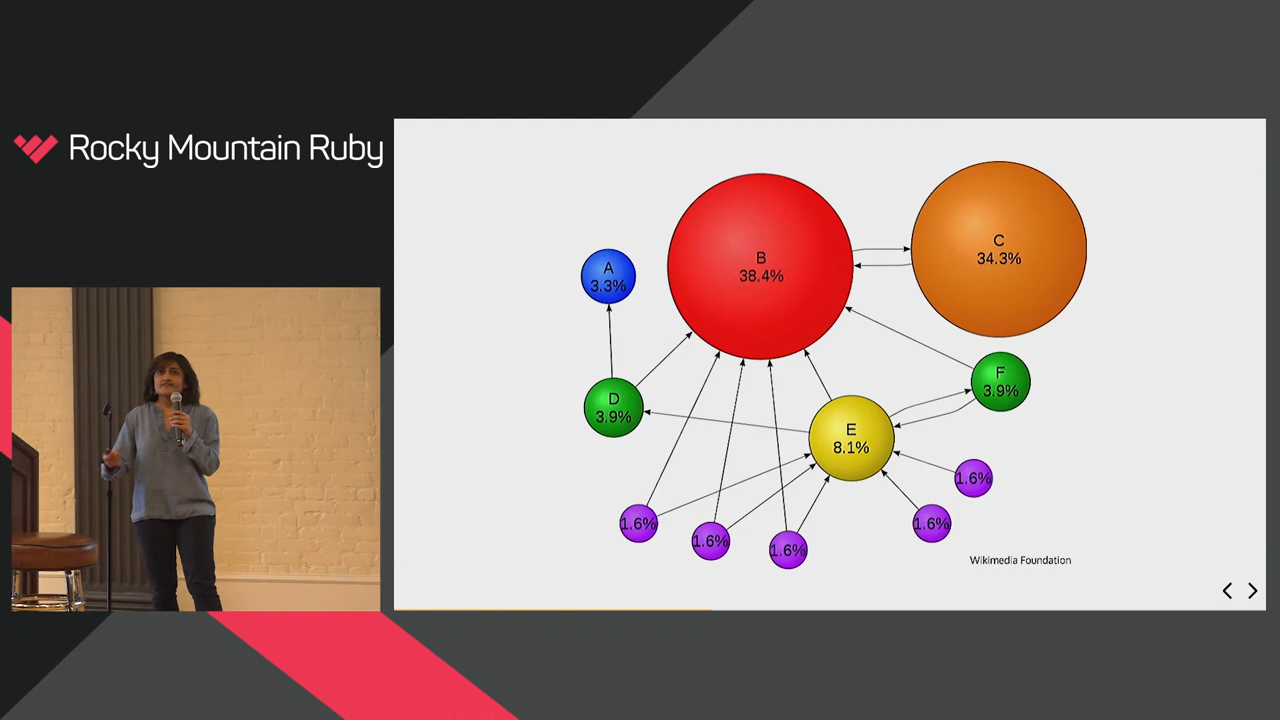 Rocky Mountain Ruby
A
3.3%
B
38.4%
C
34.3%
D
3.9%
E
8.1%
F
3.9%
1.6%
1.6%
1.6%
1.6%
1.6%
Wikimedia Foundation